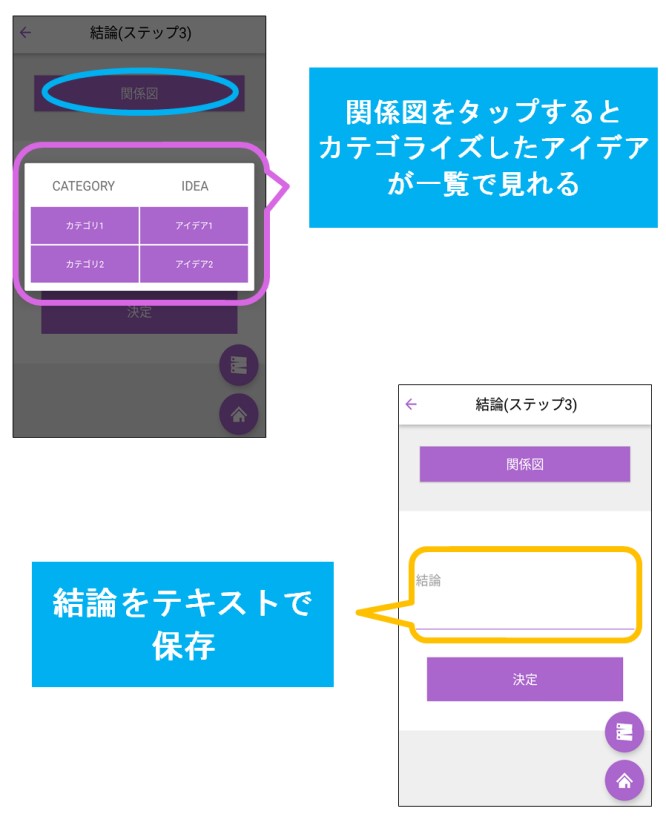 結論(ステップ3)
関係図
CATEGORY IDEA
カテゴリ1 アイデア1
カテゴリ2 アイデア2
決定
関係図をタップすると
カテゴライズしたアイデア
が一覧で見れる
結論(ステップ3)
関係図
結論
決定
結論をテキストで
保存